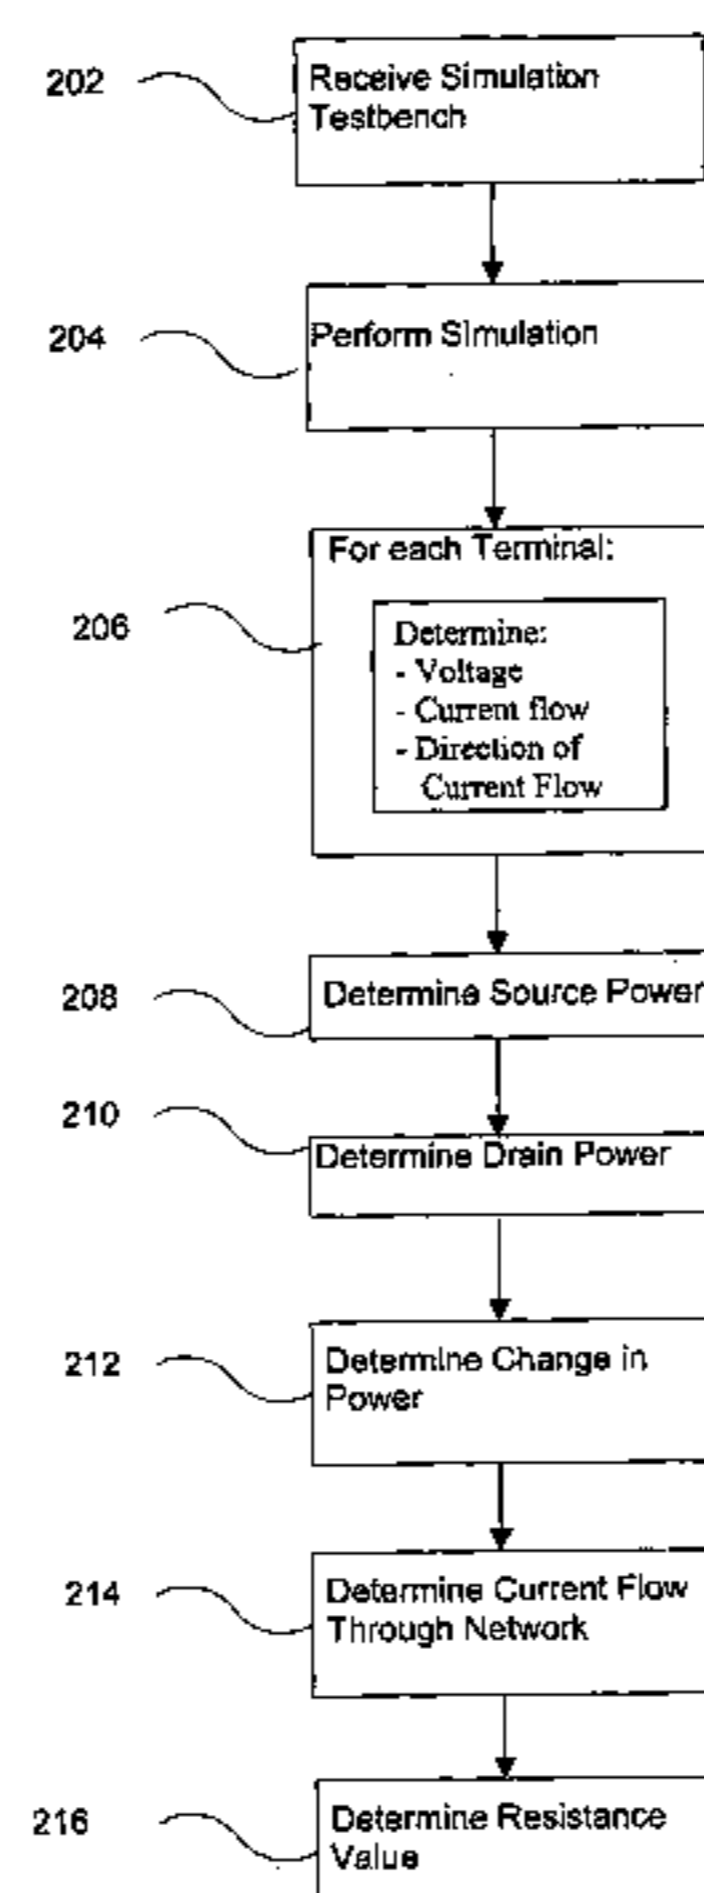 202
Receive Simulation
Testbench
204
Perform Simulation
For each Terminal:
206
Determine:
- Voltage
- Current flow
- Direction of
Current Flow
208
Determine Source Power
210
Determine Drain Power
212
Determine Change in
Power
214
Determine Current Flow
Through Network
216
Determine Resistance
Value